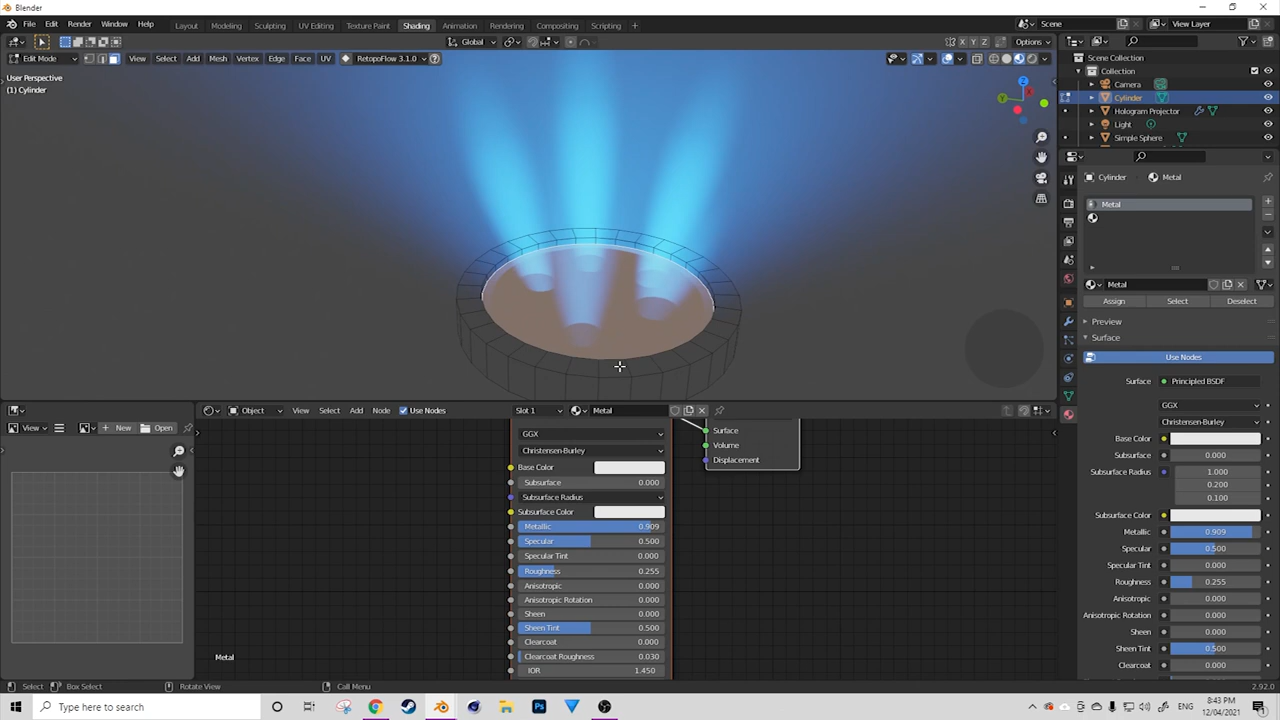 Blender
File Edit Render Window Help Layout Modeling Sculpting UV Editing Texture Paint Shading Animation Rendering Compositing Scripting Scene View Layer
Global Options
Edit Mode View Select Add Mesh Vertex Edge Face UV RetopoFlow 3.1.0
User Perspective
(1) Cylinder
X Y Z
Collection
Camera
Cylinder
Hologram Projector
Light
Simple Sphere
Cylinder Metal
Metal
Metal
Assign Select Deselect
Preview
Surface
Use Nodes
Surface Principled BSDF
GGX
Christensen-Burley
Base Color
Subsurface 0.000
Subsurface Radius 1.000
0.200
0.100
Subsurface Color
Metallic 0.909
Specular 0.500
Specular Tint 0.000
Roughness 0.255
Anisotropic 0.000
Anisotropic Rotation 0.000
Sheen 0.000
Sheen Tint 0.500
Clearcoat 0.000
View New Open
Object View Select Add Node Use Nodes Slot 1 Metal
GGX
Christensen-Burley
Base Color
Subsurface 0.000
Subsurface Radius
Subsurface Color
Metallic 0.909
Specular 0.500
Specular Tint 0.000
Roughness 0.255
Anisotropic 0.000
Anisotropic Rotation 0.000
Sheen 0.000
Sheen Tint 0.500
Clearcoat 0.000
Clearcoat Roughness 0.030
IOR 1.450
Surface
Volume
Displacement
Metal
Select Box Select Rotate View Call Menu 2.92.0
Type here to search
8:43 PM
12/04/2021